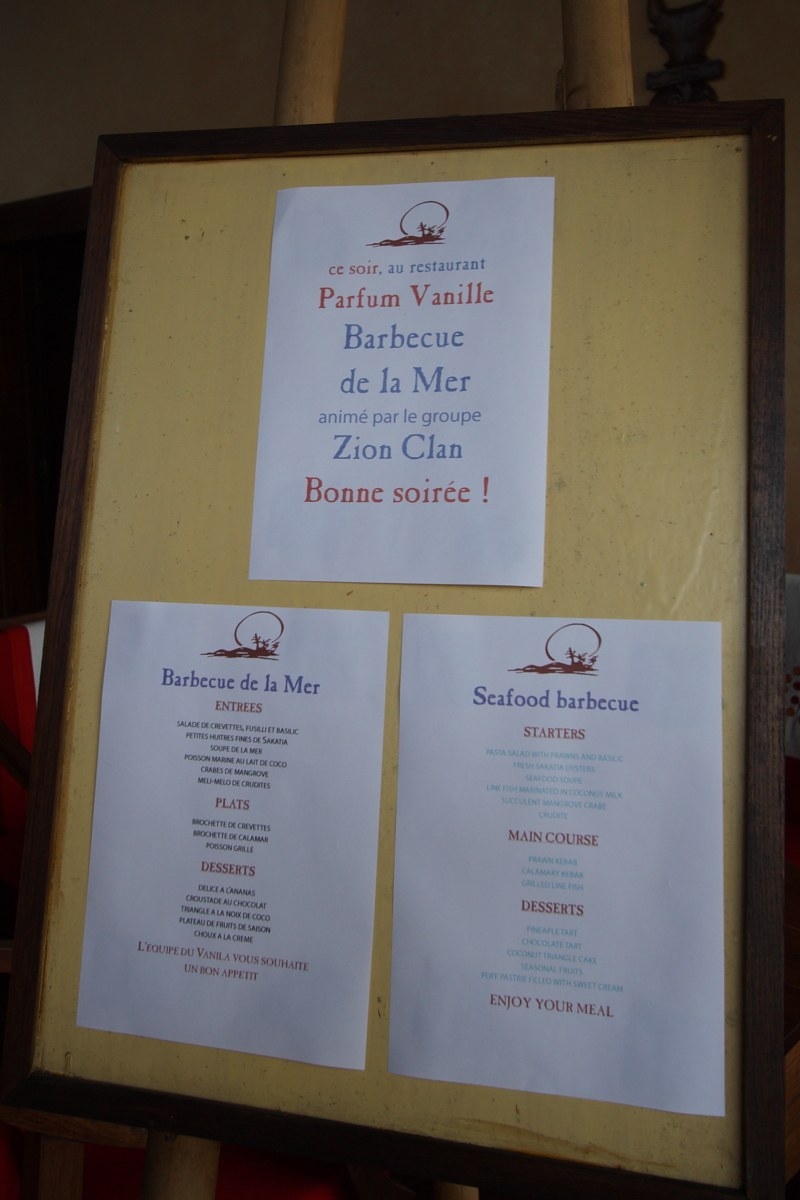 ce soir, au restaurant
Parfum Vanille
Barbecue
de la Mer
animé par le groupe
Zion Clan
Bonne soirée !
Barbecue de la Mer
ENTREES
SALADE DE CREVETTES, FUSILLI ET BASILIC
PETITES HUITRES FINES DE SAKATIA
SOUPE DE LA MER
POISSON MARINE AU LAIT DE COCO
CRABES DE MANGROVE
MELI-MELO DE CRUDITES
PLATS
BROCHETTE DE CREVETTES
BROCHETTE DE CALAMAR
POISSON GRILLE
DESSERTS
DELICE A L'ANANAS
CROUSTADE AU CHOCOLAT
TRIANGLE A LA NOIX DE COCO
PLATEAU DE FRUITS DE SAISON
CHOUX A LA CREME
L'EQUIPE DU VANILA VOUS SOUHAITE
UN BON APPETIT
Seafood barbecue
STARTERS
PASTA SALAD WITH PRAWNS AND BASILIC
FRESH SAKATIA OYSTERS
SEAFOOD SOUPE
LINE FISH MARINATED IN COCONUT MILK
SUCCULENT MANGROVE CRABE
CRUDITE
MAIN COURSE
PRAWN KEBAB
CALAMARY KEBAB
GRILLED LINE FISH
DESSERTS
PINEAPLE TART
CHOCOLATE TART
COCONUT TRIANGLE CAKE
SEASONAL FRUITS
PUFF PASTRIE FILLED WITH SWEET CREAM
ENJOY YOUR MEAL